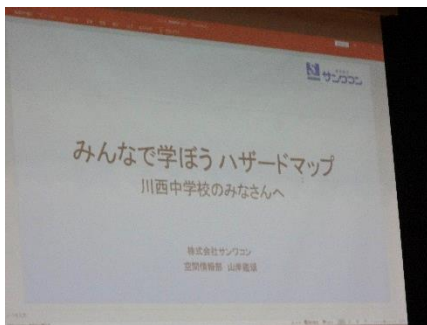 サンワコン
みんなで学ぼう ハザードマップ
川西中学校のみなさんへ
株式会社サンワコン
空間情報部 山岸